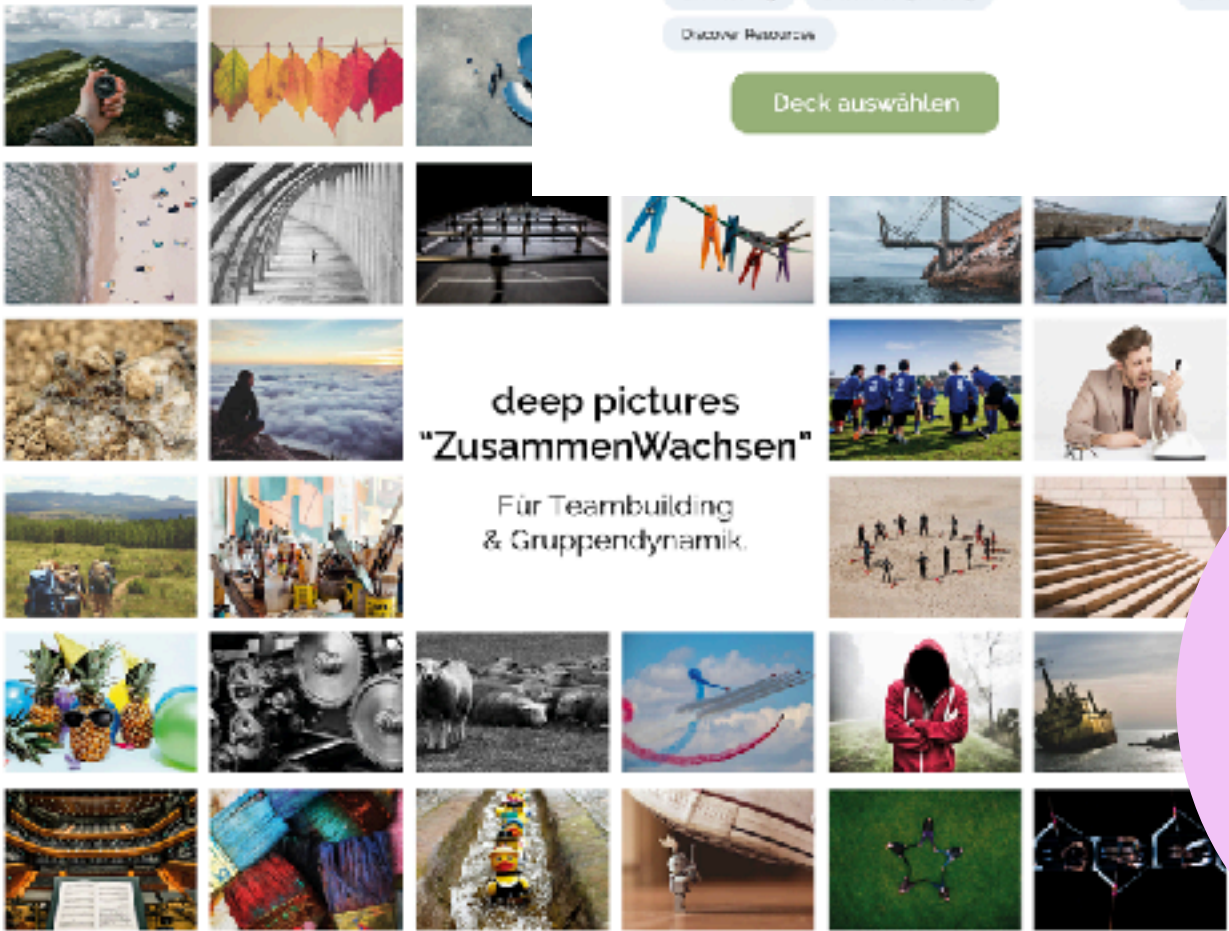 Discover Resources
Deck auswählen
deep pictures
“ZusammenWachsen”
Für Teambuilding
& Gruppendynamik.